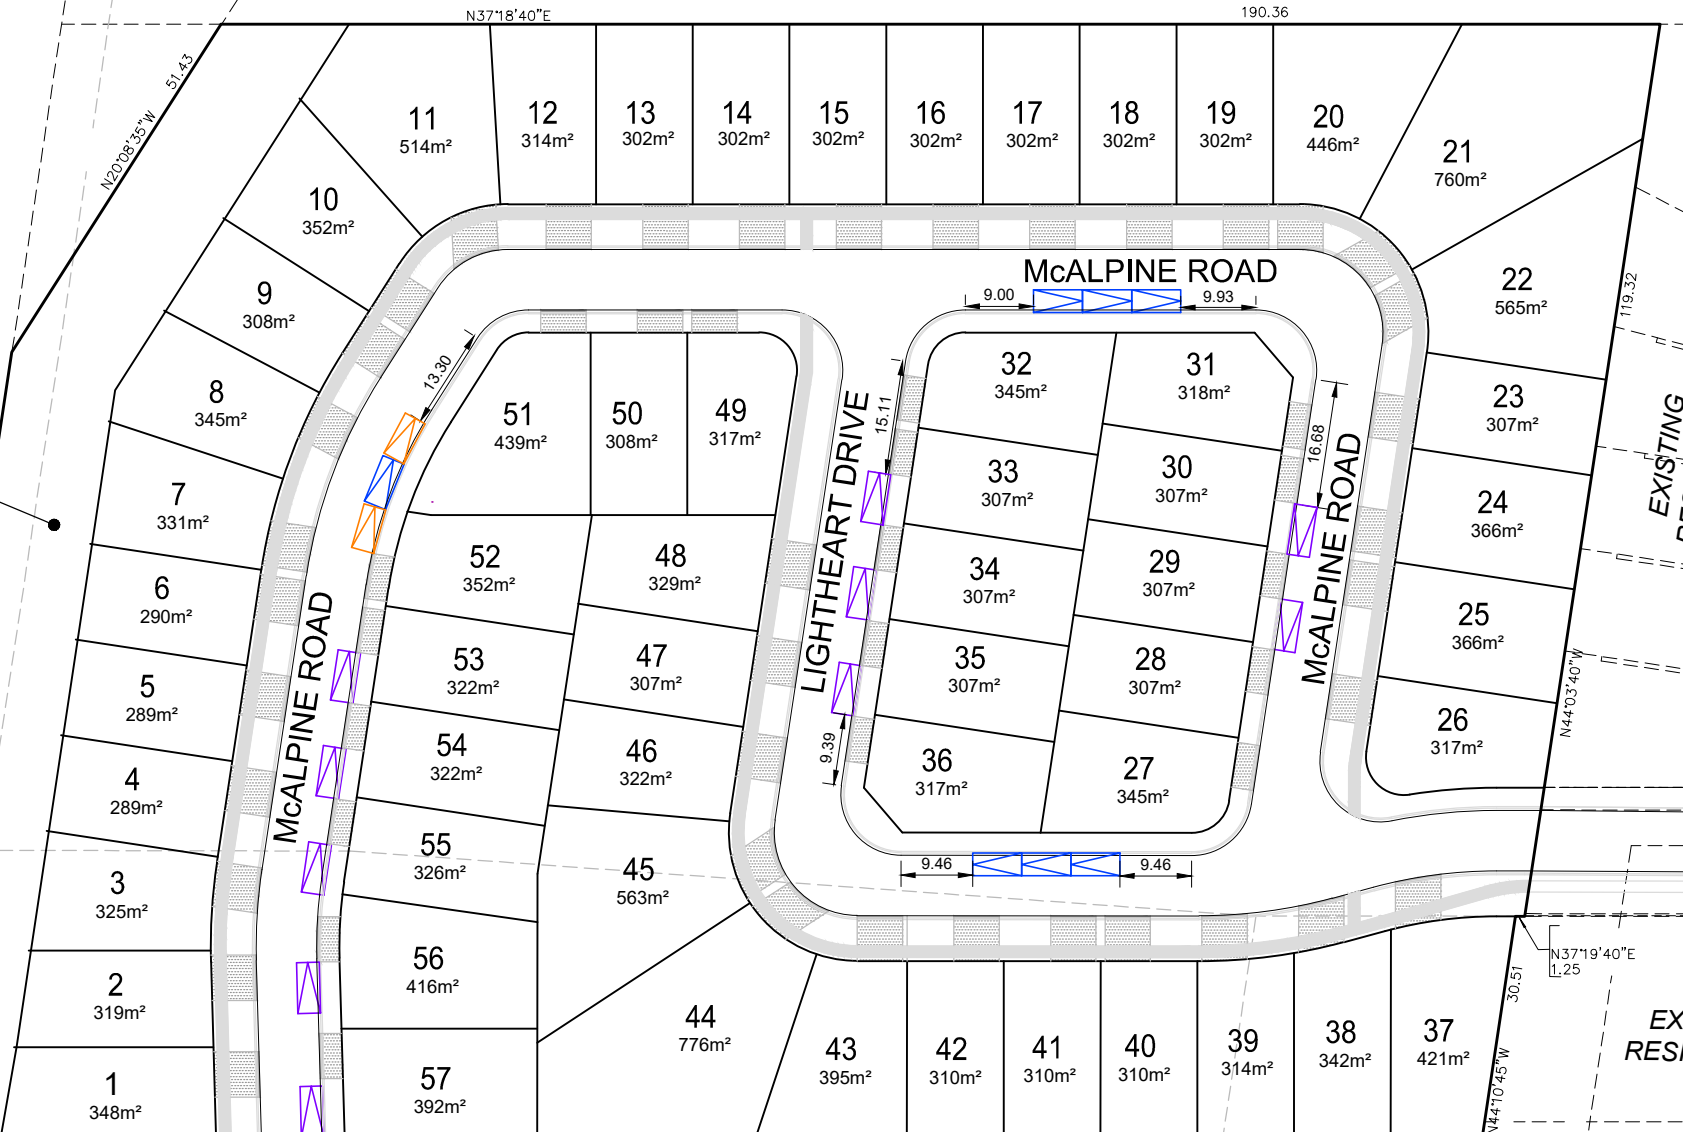 N37°18'40"E
190.36
51.43
N20°08'35"W
11
514m²
12
314m²
13
302m²
14
302m²
15
302m²
16
302m²
17
302m²
18
302m²
19
302m²
20
446m²
21
760m²
10
352m²
9
308m²
8
345m²
7
331m²
6
290m²
5
289m²
4
289m²
3
325m²
2
319m²
1
348m²
McALPINE ROAD
9.00
9.93
22
565m²
119.32
23
307m²
24
366m²
25
366m²
26
317m²
EXISTING
N44°03'40"W
13.30
51
439m²
50
308m²
49
317m²
LIGHTHEART DRIVE
15.11
32
345m²
31
318m²
16.68
McALPINE ROAD
33
307m²
30
307m²
34
307m²
29
307m²
35
307m²
28
307m²
36
317m²
27
345m²
9.39
9.46
9.46
McALPINE ROAD
52
352m²
48
329m²
53
322m²
47
307m²
54
322m²
46
322m²
55
326m²
45
563m²
56
416m²
57
392m²
44
776m²
43
395m²
42
310m²
41
310m²
40
310m²
39
314m²
38
342m²
37
421m²
30.51
N44°10'45"W
N37°19'40"E
1.25